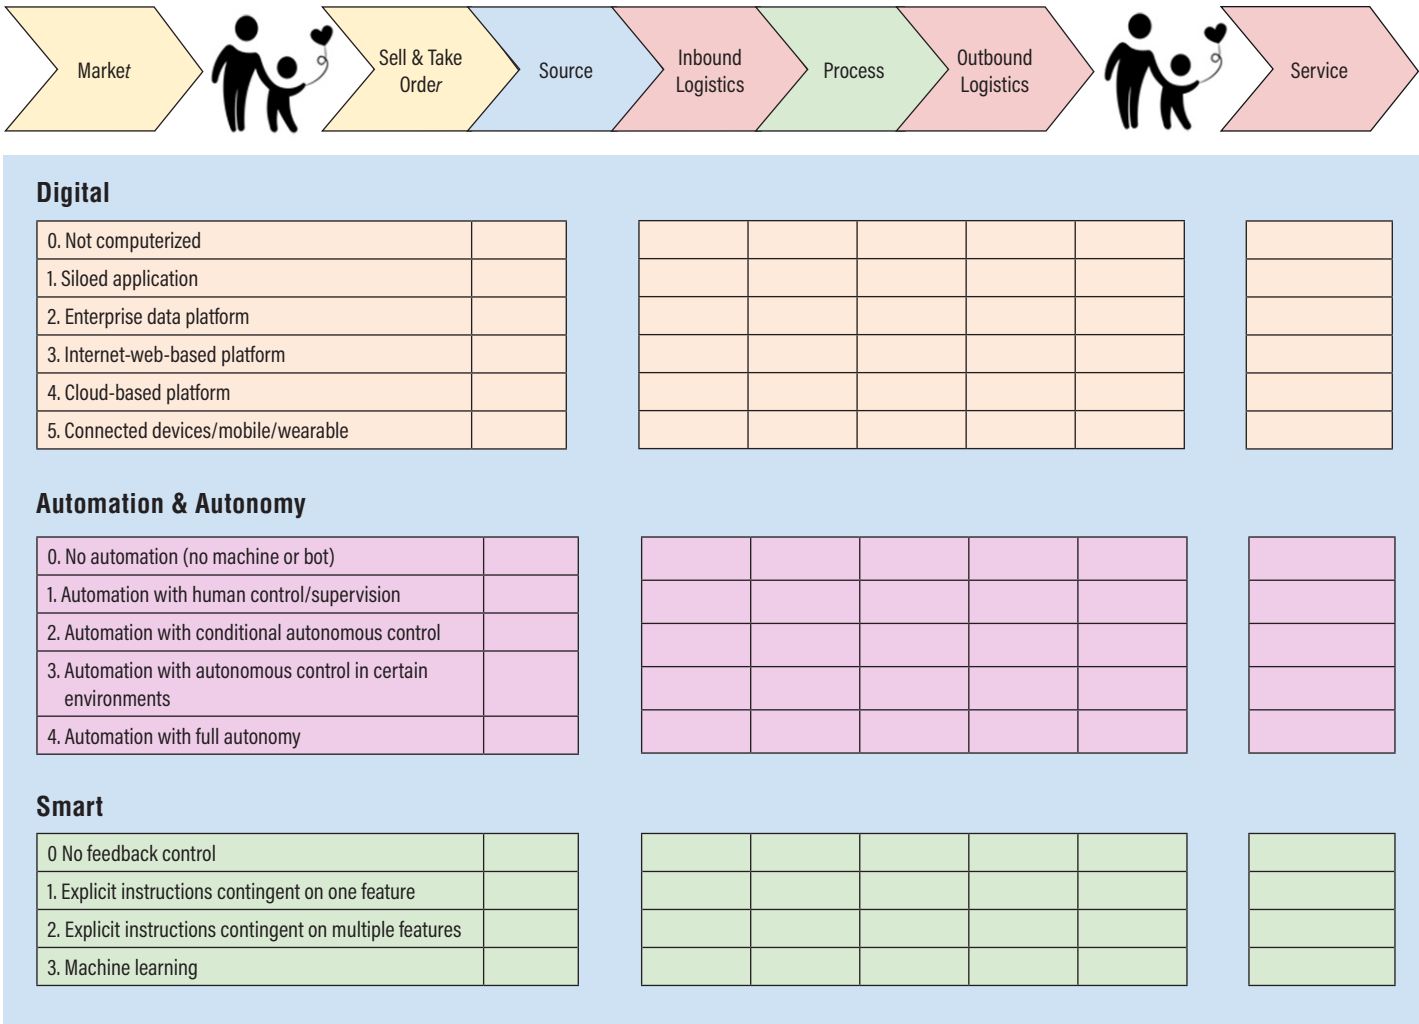 Market
Sell & Take
Order
Source
Inbound
Logistics
Process
Outbound
Logistics
Service
Digital
0. Not computerized
1. Siloed application
2. Enterprise data platform
3. Internet-web-based platform
4. Cloud-based platform
5. Connected devices/mobile/wearable
Automation & Autonomy
0. No automation (no machine or bot)
1. Automation with human control/supervision
2. Automation with conditional autonomous control
3. Automation with autonomous control in certain
environments
4. Automation with full autonomy
Smart
0 No feedback control
1. Explicit instructions contingent on one feature
2. Explicit instructions contingent on multiple features
3. Machine learning